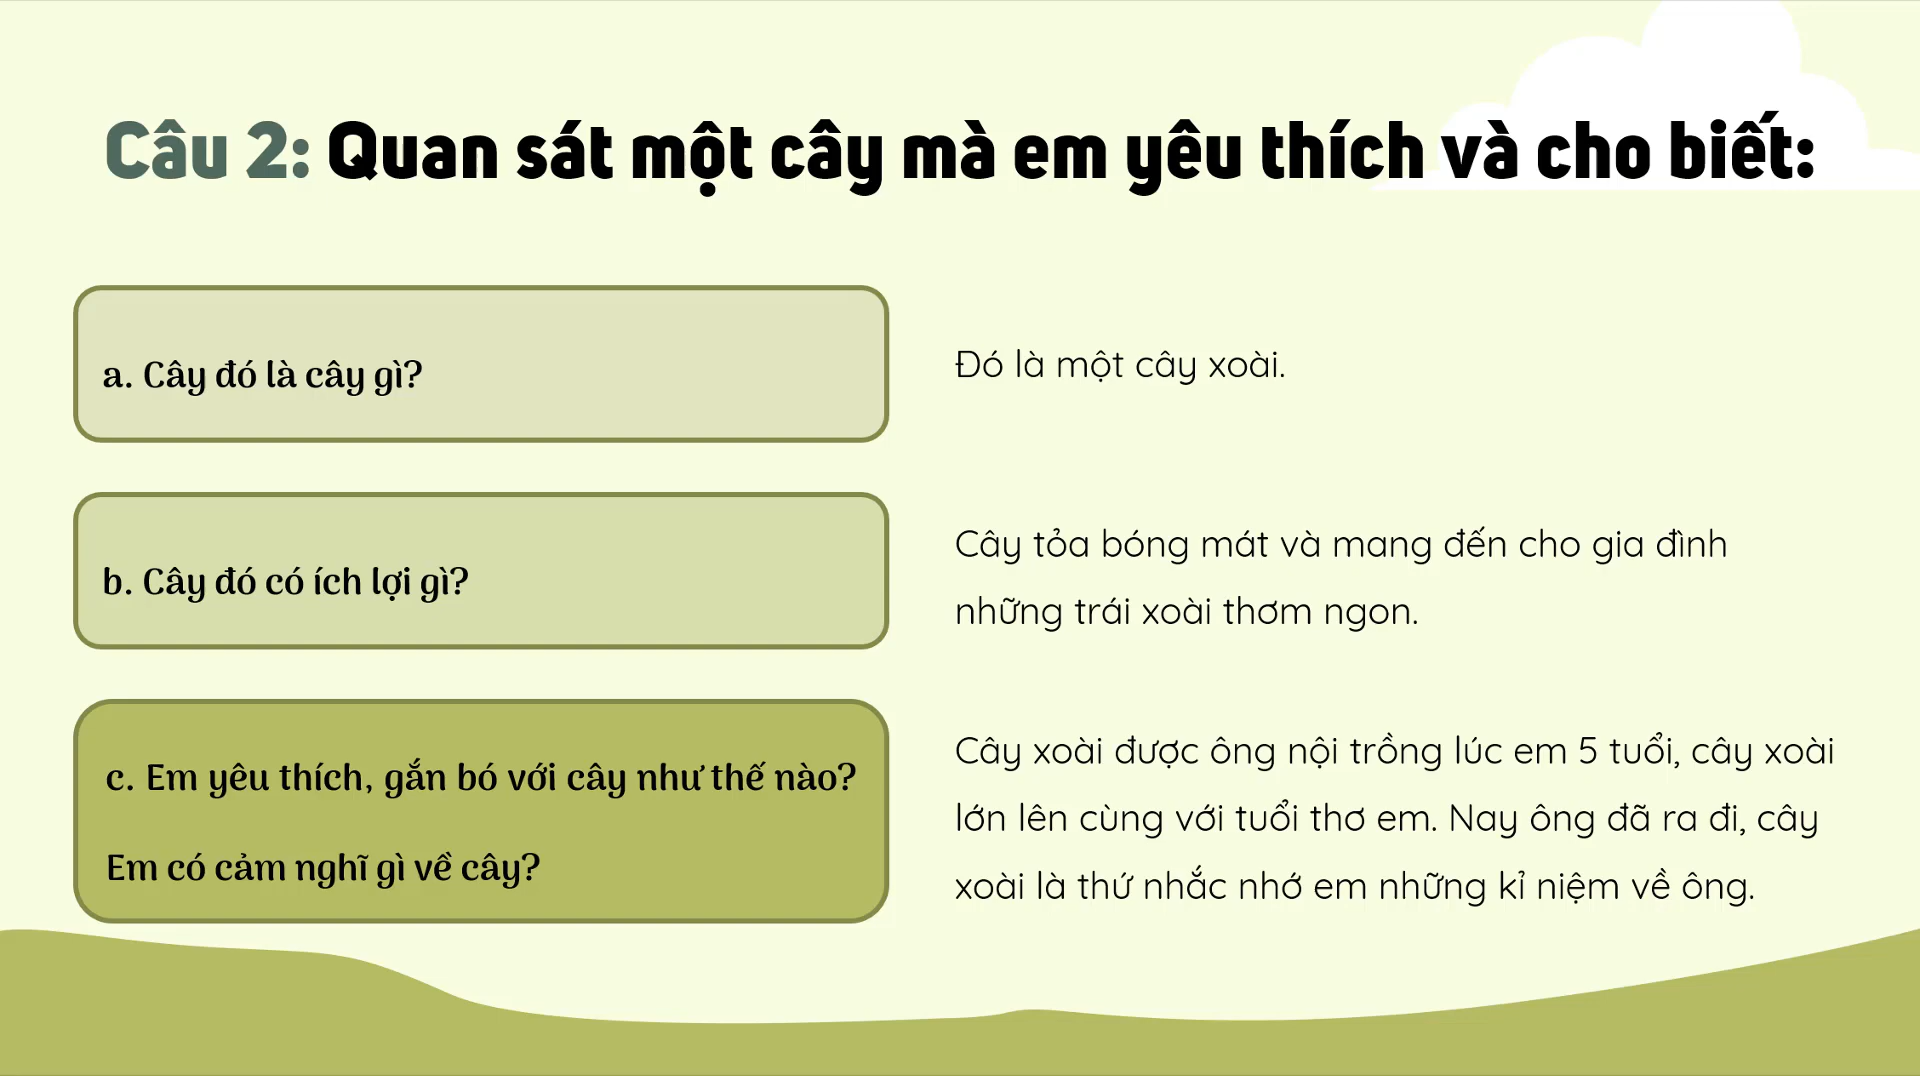 Câu 2: Quan sát một cây mà em yêu thích và cho biết:
a. Cây đó là cây gì?
Đó là một cây xoài.
b. Cây đó có ích lợi gì?
Cây tỏa bóng mát và mang đến cho gia đình
những trái xoài thơm ngon.
c. Em yêu thích, gắn bó với cây như thế nào?
Em có cảm nghĩ gì về cây?
Cây xoài được ông nội trồng lúc em 5 tuổi, cây xoài
lớn lên cùng với tuổi thơ em. Nay ông đã ra đi, cây
xoài là thứ nhắc nhớ em những kỉ niệm về ông.